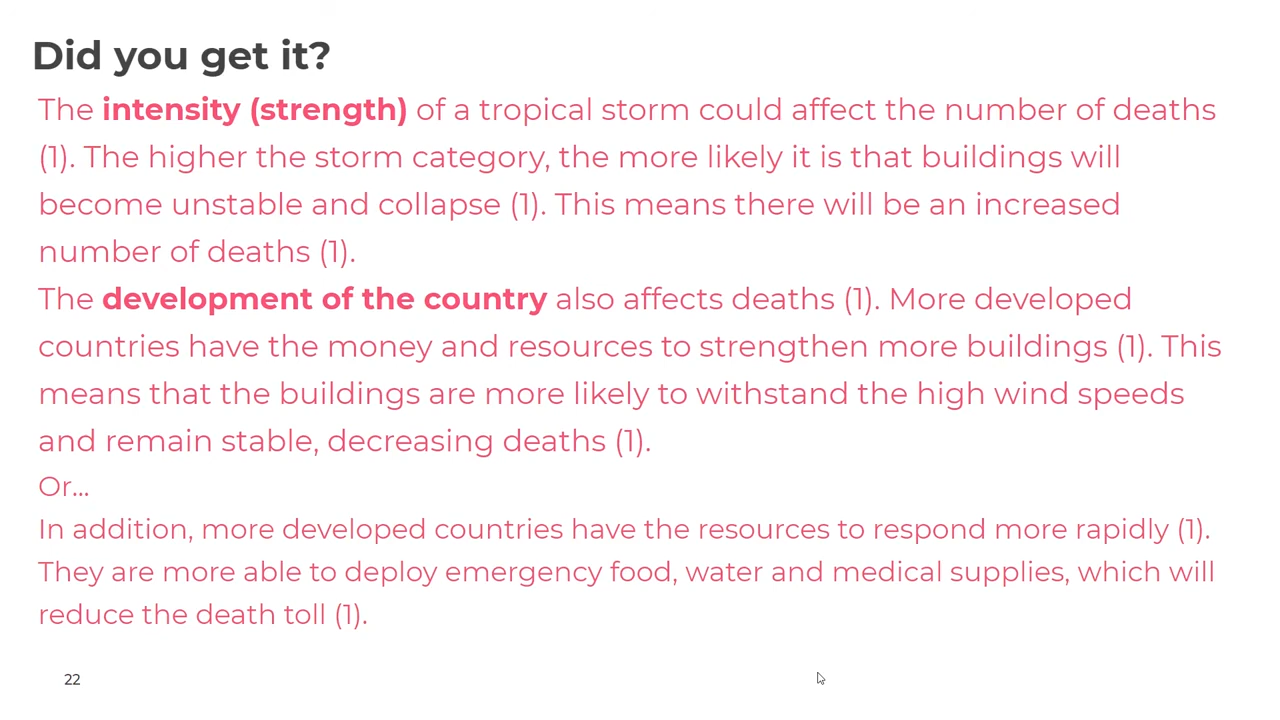 Did you get it?
The intensity (strength) of a tropical storm could affect the number of deaths
(1). The higher the storm category, the more likely it is that buildings will
become unstable and collapse (1). This means there will be an increased
number of deaths (1).
The development of the country also affects deaths (1). More developed
countries have the money and resources to strengthen more buildings (1). This
means that the buildings are more likely to withstand the high wind speeds
and remain stable, decreasing deaths (1).
Or...
In addition, more developed countries have the resources to respond more rapidly (1).
They are more able to deploy emergency food, water and medical supplies, which will
reduce the death toll (1).
22